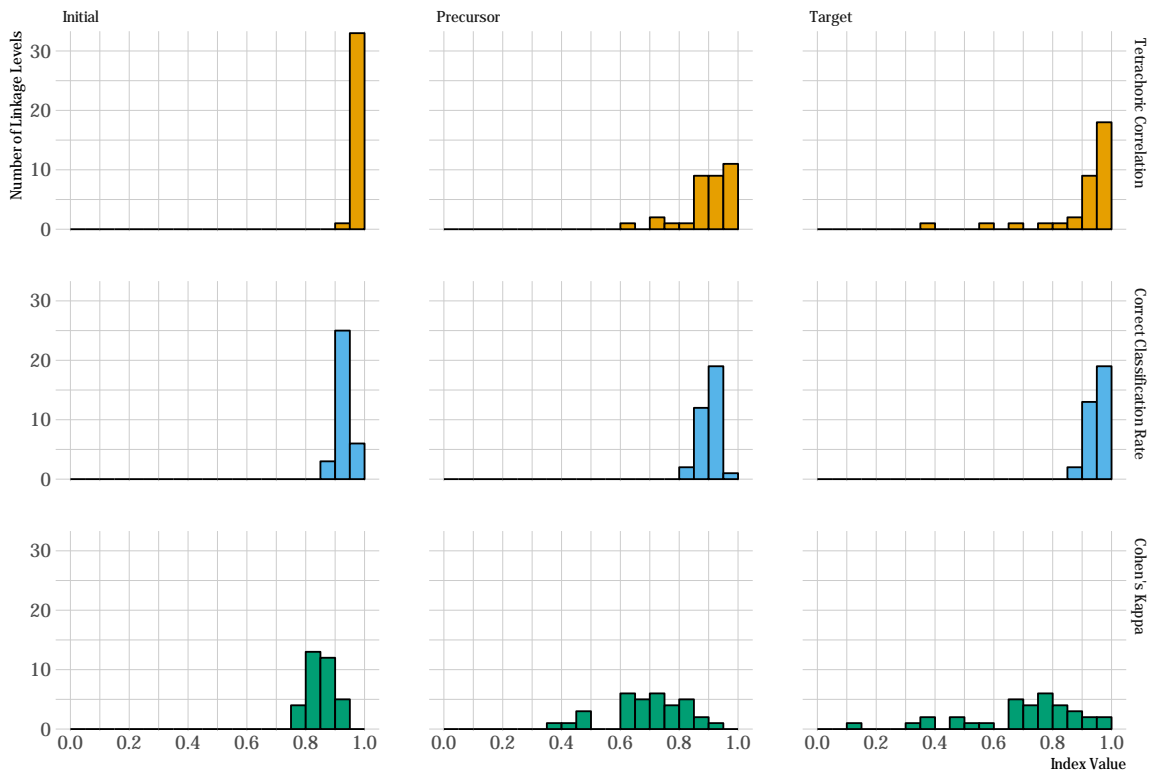 Initial
Precursor
Target
Number of Linkage Levels
30
20
10
0
Tetrachoric Correlation
30
20
10
0
Correct Classification Rate
30
20
10
0
Cohen's Kappa
0.0 0.2 0.4 0.6 0.8 1.0
0.0 0.2 0.4 0.6 0.8 1.0
0.0 0.2 0.4 0.6 0.8 1.0
Index Value